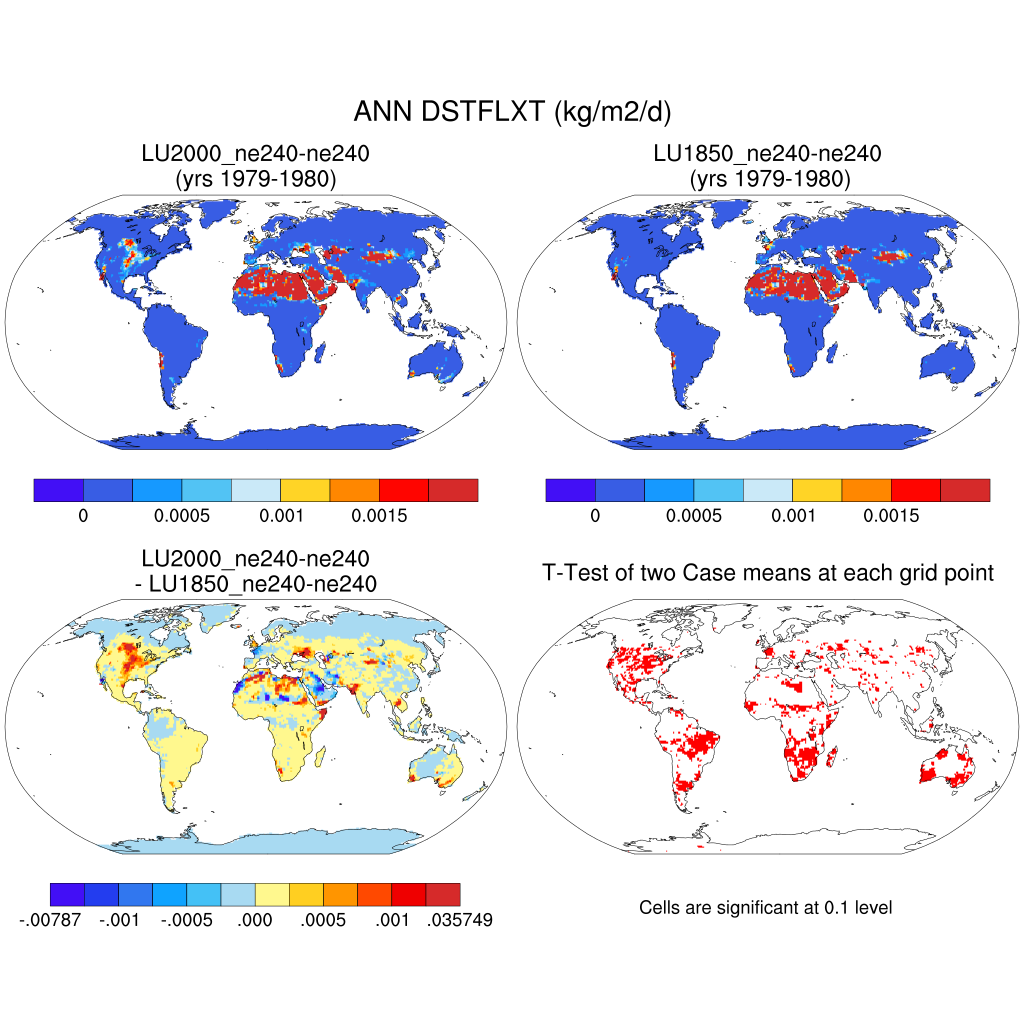 ANN DSTFLXT (kg/m2/d)
LU2000_ne240-ne240
(yrs 1979-1980)
LU1850_ne240-ne240
(yrs 1979-1980)
0 0.0005 0.001 0.0015
0 0.0005 0.001 0.0015
LU2000_ne240-ne240
- LU1850_ne240-ne240
T-Test of two Case means at each grid point
-.00787 -.001 -.0005 .000 .0005 .001 .035749
Cells are significant at 0.1 level